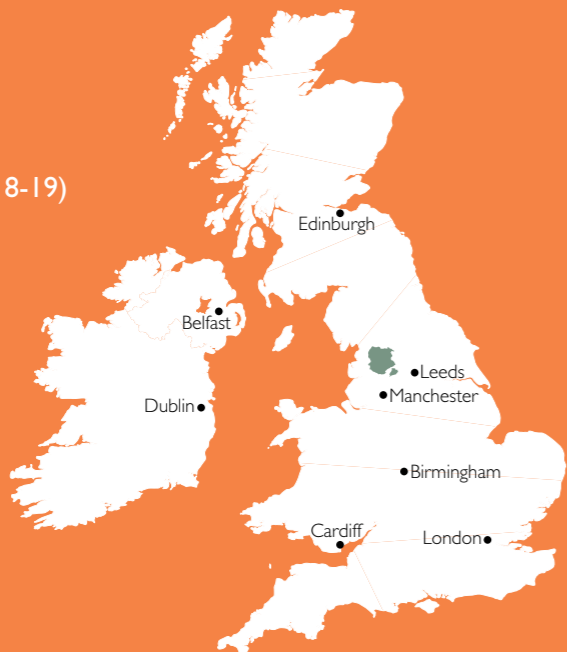 8-19)
Edinburgh
Belfast
Leeds
Manchester
Dublin
Birmingham
Cardiff
London